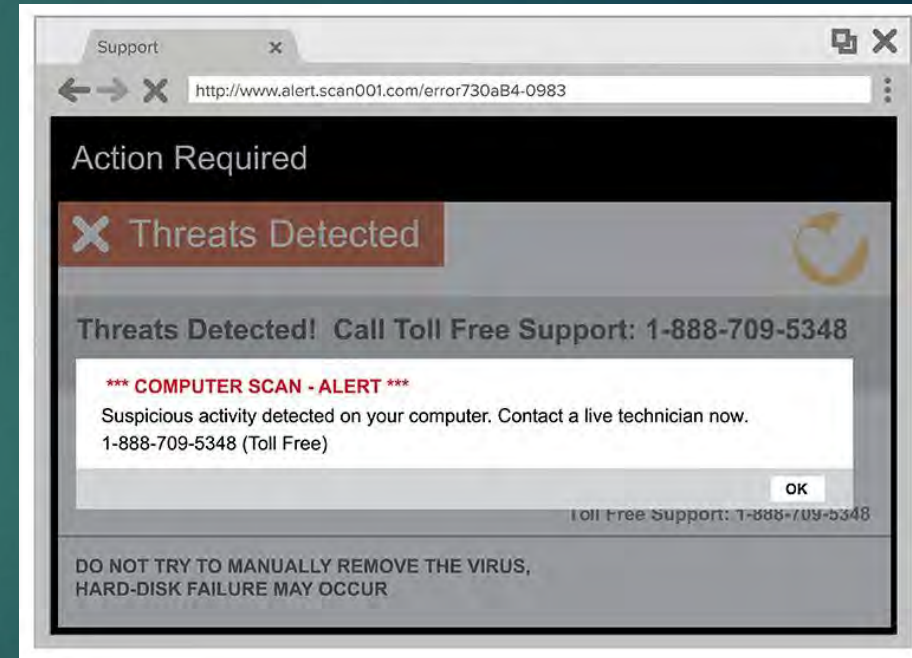 Support
http://www.alert.scan001.com/error730aB4-0983
Action Required
Threats Detected
Threats Detected! Call Toll Free Support: 1-888-709-5348
*** COMPUTER SCAN - ALERT ***
Suspicious activity detected on your computer. Contact a live technician now.
1-888-709-5348 (Toll Free)
OK
Toll Free Support: 1-888-709-5348
DO NOT TRY TO MANUALLY REMOVE THE VIRUS,
HARD-DISK FAILURE MAY OCCUR